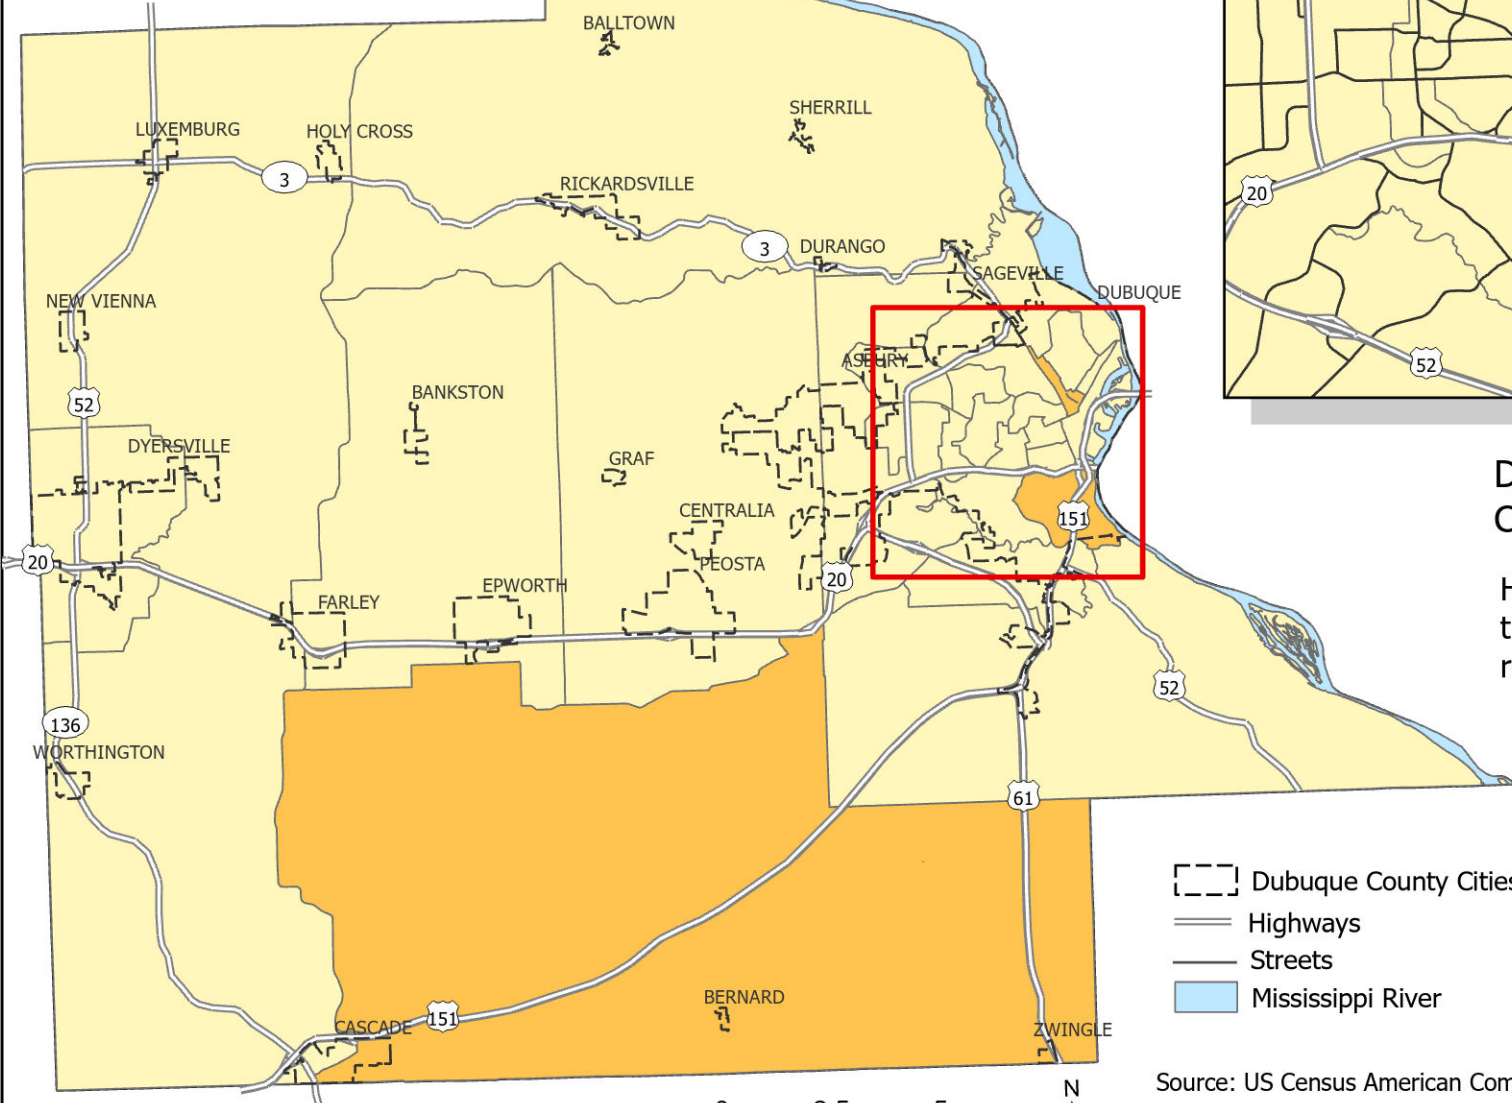 BALLTOWN
SHERRILL
LUXEMBURG
HOLY CROSS
3
RICKARDSVILLE
20
3
DURANGO
SAGEVILLE
DUBUQUE
NEW VIENNA
ASBURY
52
52
BANKSTON
DYERSVILLE
GRAF
CENTRALIA
151
20
PEOSTA
20
EPWORTH
FARLEY
52
136
WORTHINGTON
61
Dubuque County Cities
Highways
Streets
Mississippi River
BERNARD
151
CASCADE
ZWINGLE
N
Source: US Census American Com
D
C
H
t
r